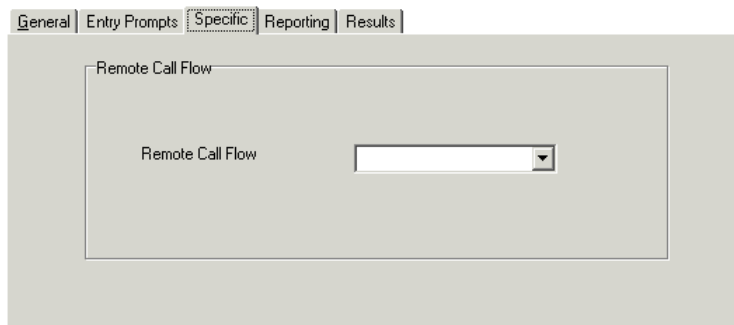 General Entry Prompts Specific Reporting Results
Remote Call Flow
Remote Call Flow